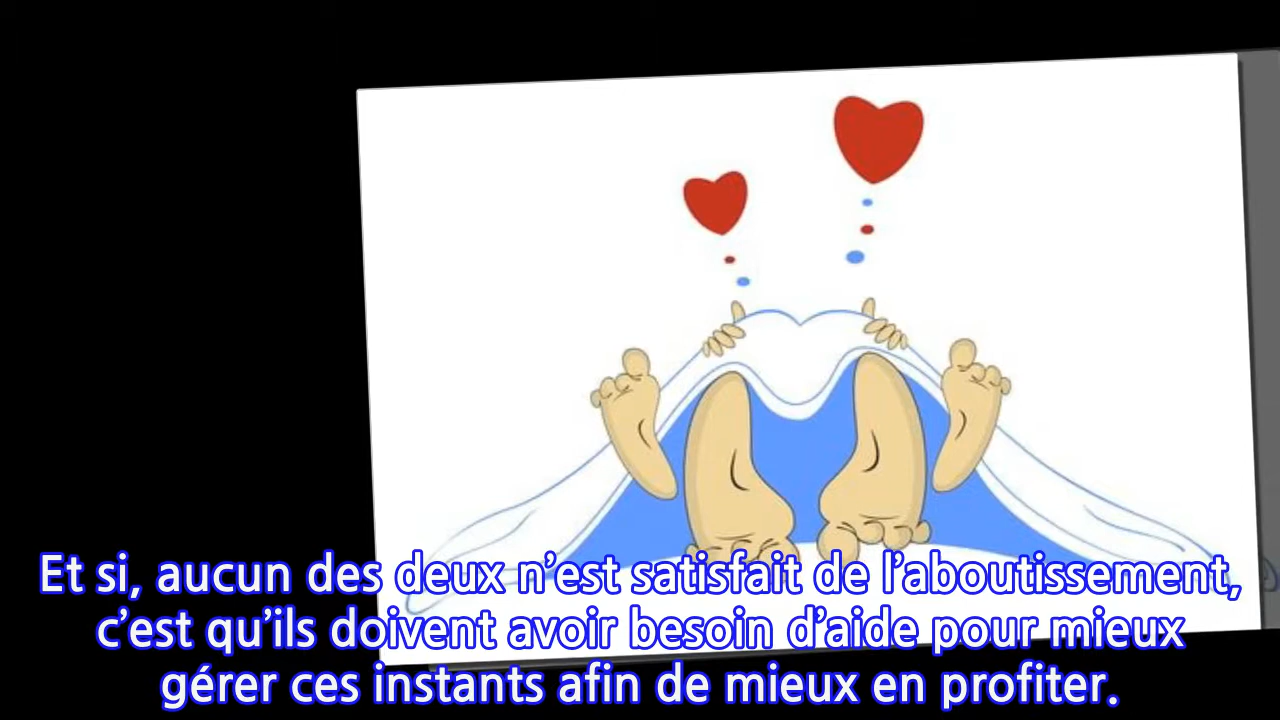 Et si, aucun des deux n’est satisfait de l’aboutissement,
c’est qu’ils doivent avoir besoin d’aide pour mieux
gérer ces instants afin de mieux en profiter.